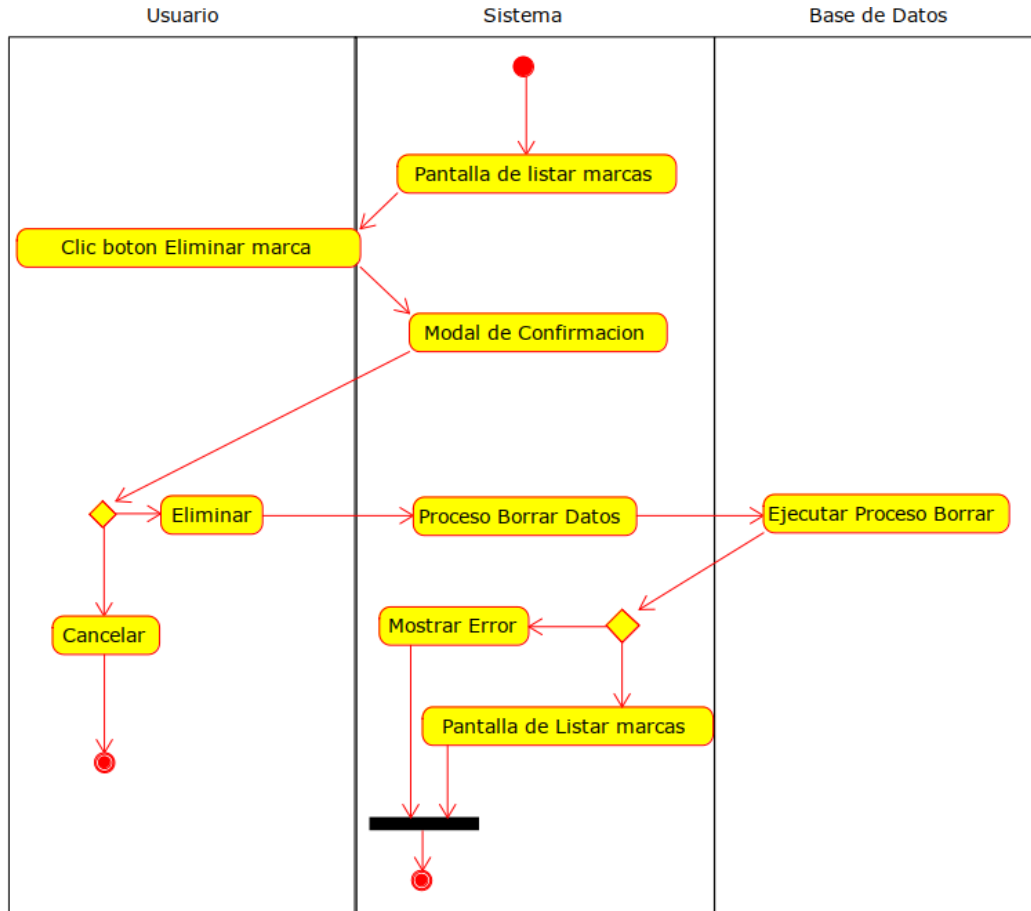 Usuario
Sistema
Base de Datos
Pantalla de listar marcas
Clic boton Eliminar marca
Modal de Confirmacion
Eliminar
Proceso Borrar Datos
Ejecutar Proceso Borrar
Cancelar
Mostrar Error
Pantalla de Listar marcas